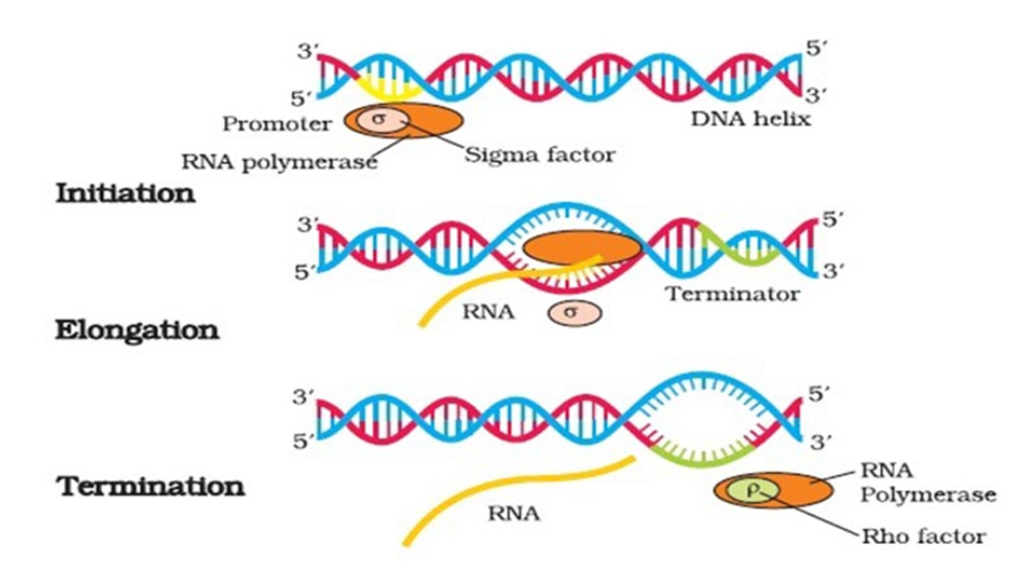 3′ 5′
5′ 3′
Promoter σ DNA helix
RNA polymerase Sigma factor
Initiation
3′ 5′
5′ 3′
Terminator
RNA σ
Elongation
3′ 5′
5′ 3′
RNA
Termination ρ Polymerase
RNA
Rho factor